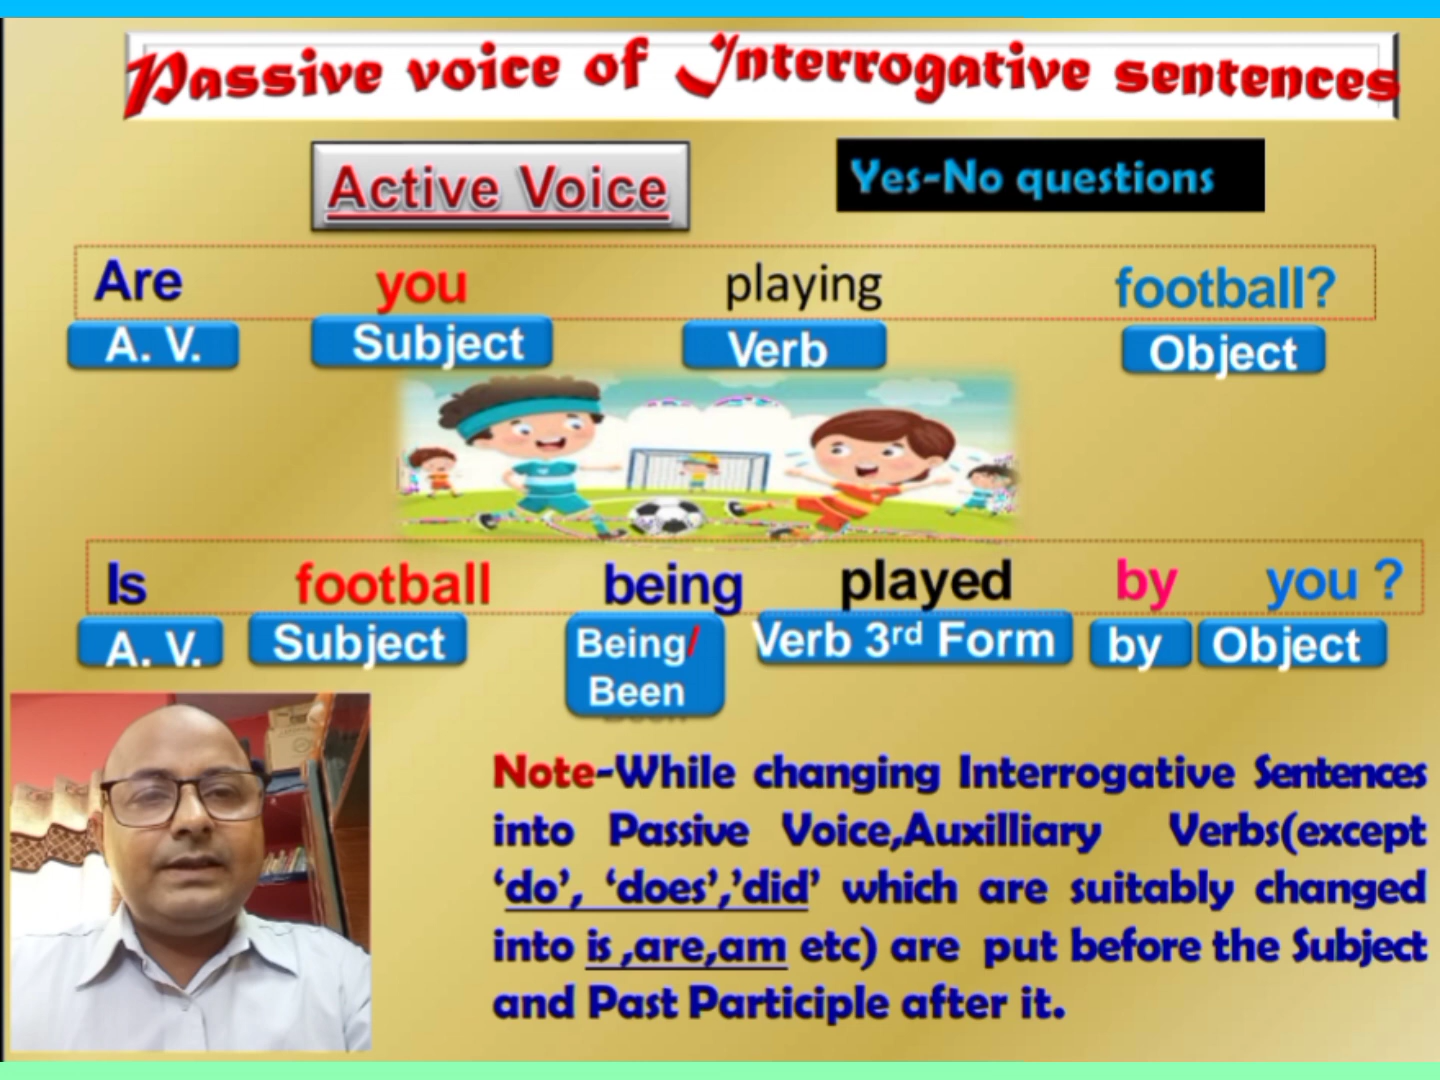 Passive voice of Interrogative sentences
Active Voice
Yes-No questions
Are you playing football?
A. V. Subject Verb Object
Is football being played by you ?
A. V. Subject Being/ Verb 3rd Form by Object
Been
Note-While changing Interrogative Sentences
into Passive Voice,Auxilliary Verbs(except
‘do’, ‘does’,’did’ which are suitably changed
into is ,are,am etc) are put before the Subject
and Past Participle after it.